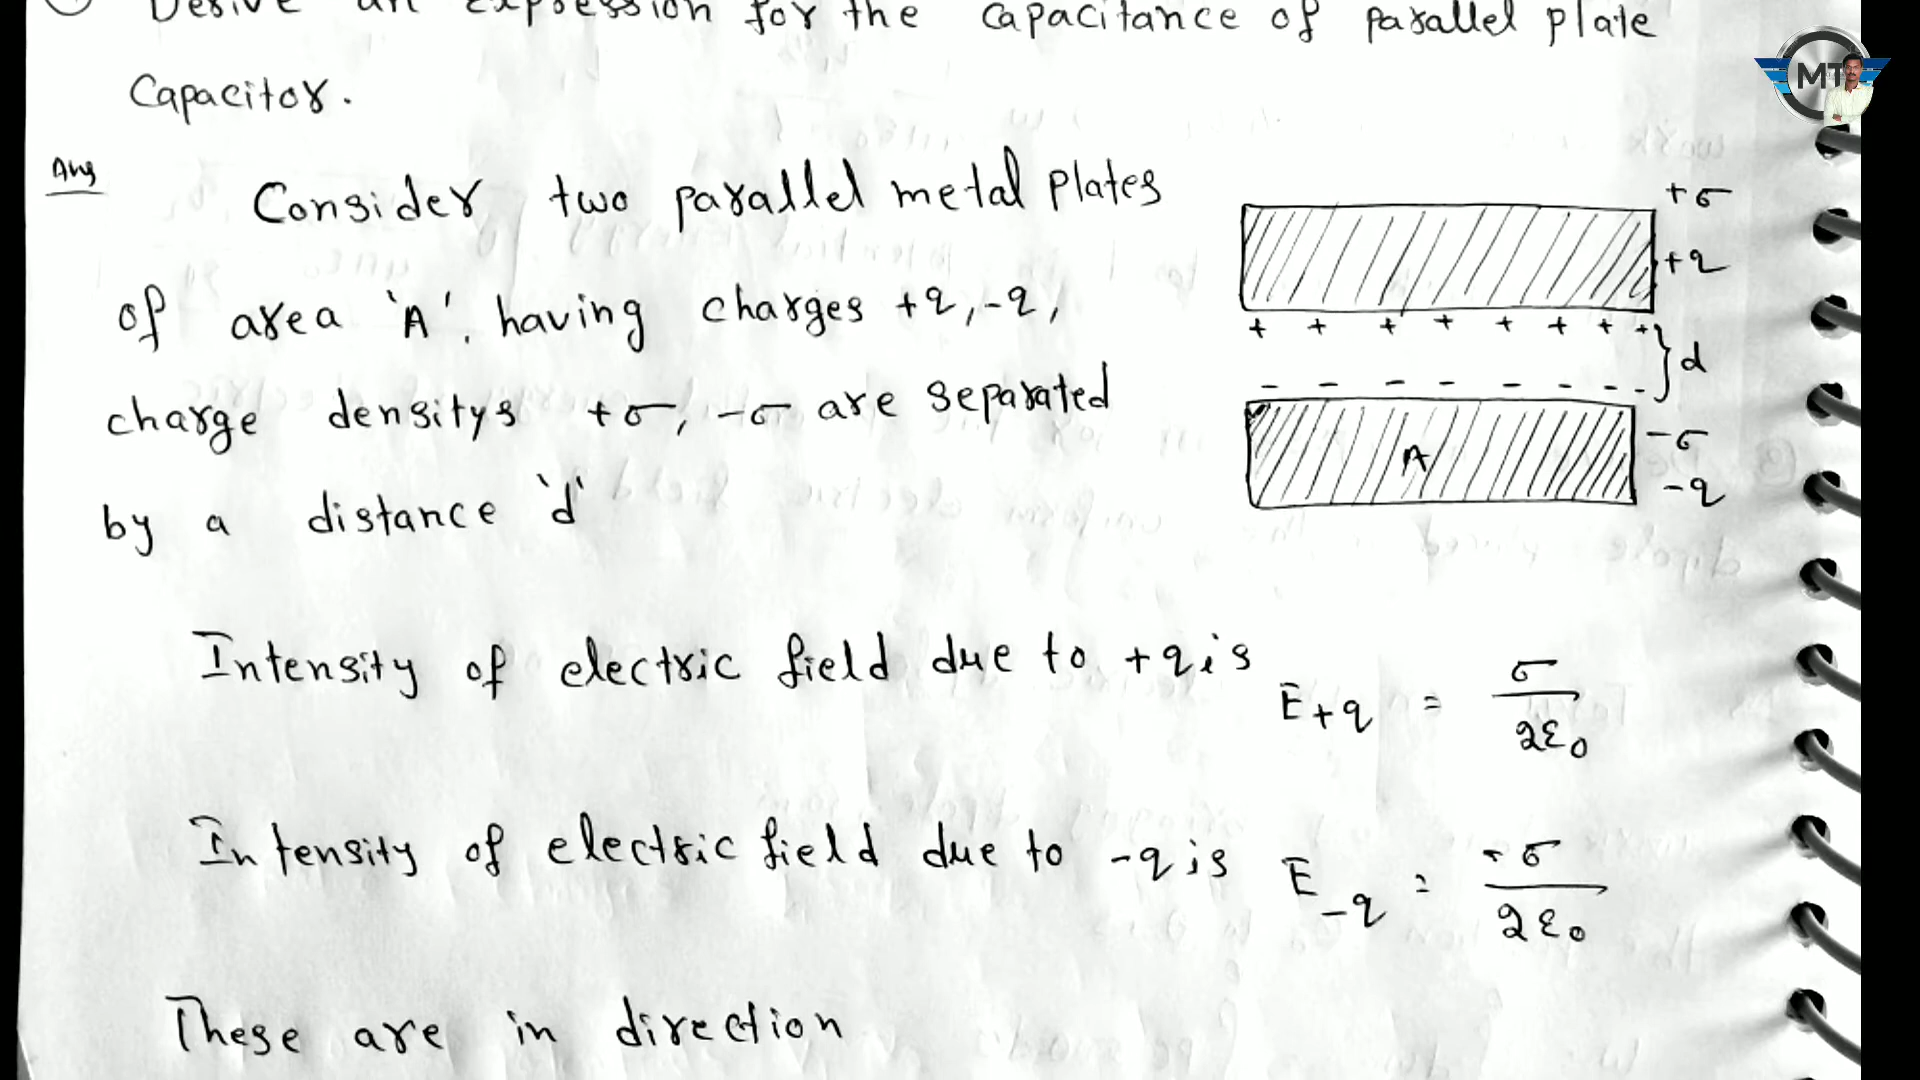 Derive an expression for the capacitance of parallel plate
Capacitor.
Ans
Consider two parallel metal plates
of area 'A'. having charges +q, -q,
charge densitys +σ, -σ are separated
by a distance 'd'
+σ
+q
+ + + + + + + +
} d
- - - - - - - -
A
-σ
-q
Intensity of electric field due to +q is E+q = σ/2ε₀
Intensity of electric field due to -q is E-q = -σ/2ε₀
These are in direction
MT